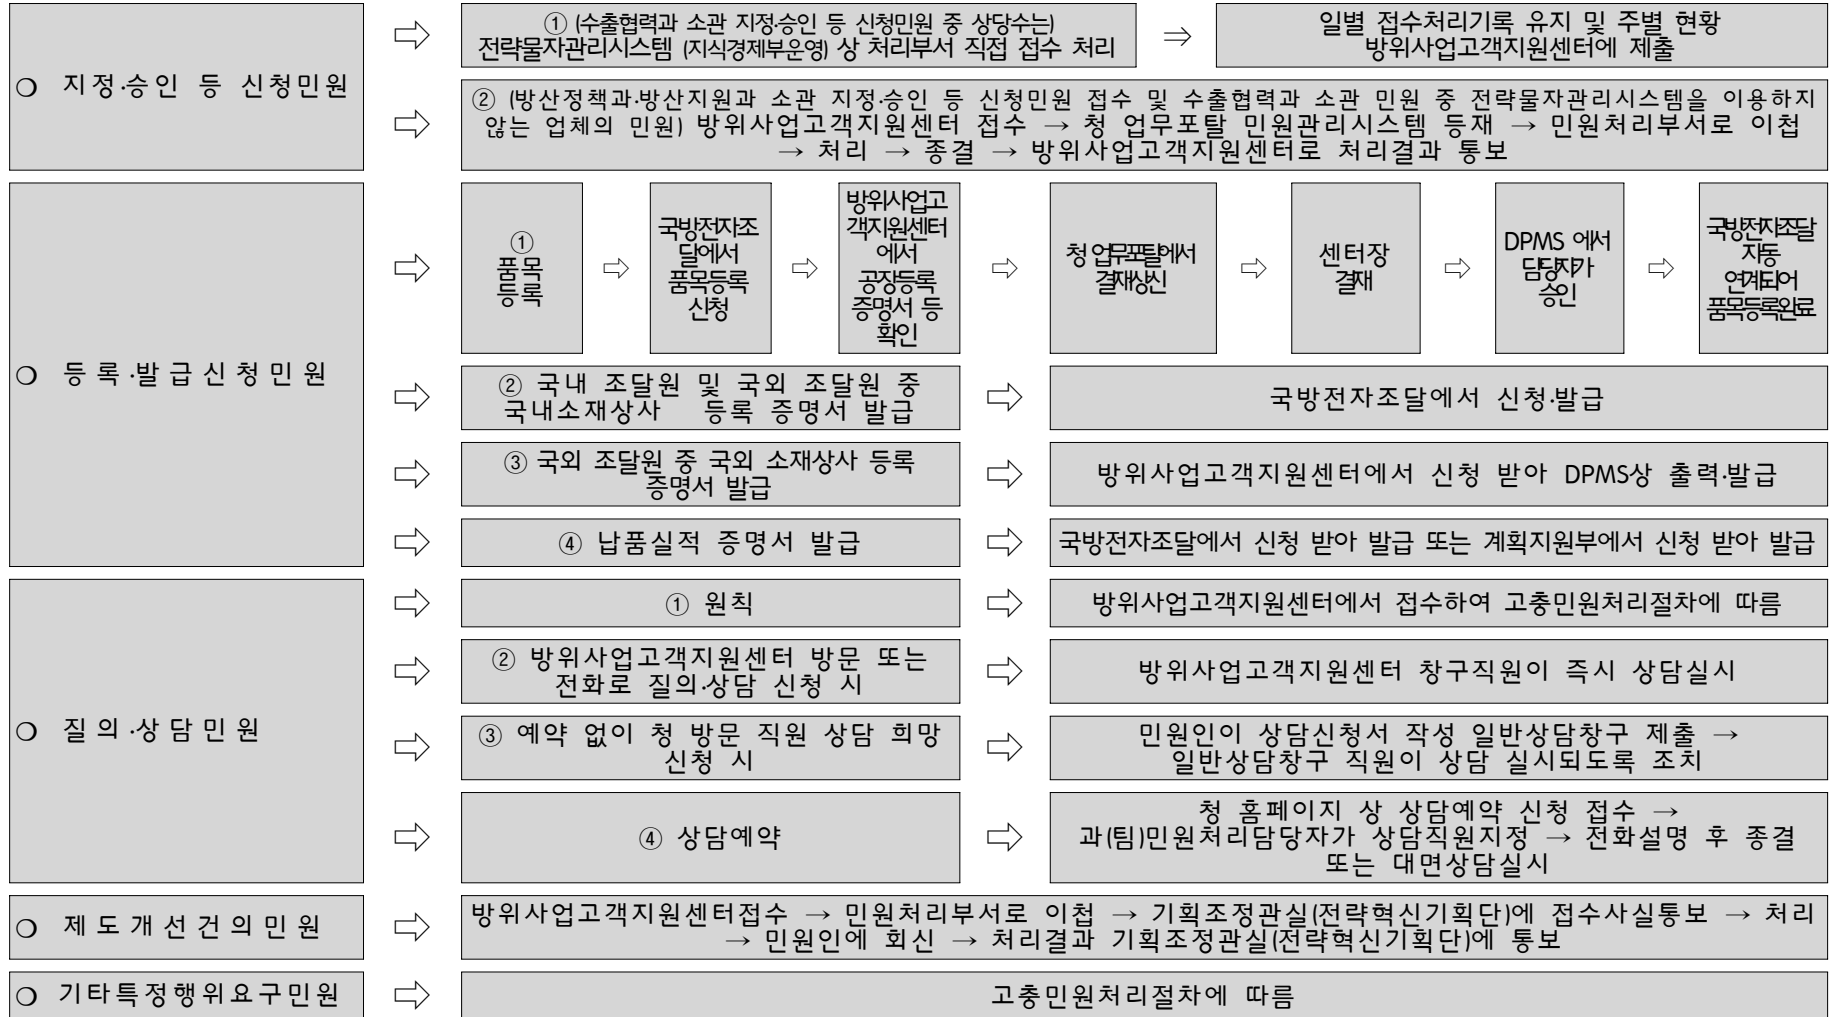 ○ 지정·승인 등 신청민원
⇨
① (수출협력과 소관 지정·승인 등 신청민원 중 상당수는)
전략물자관리시스템 (지식경제부운영) 상 처리부서 직접 접수 처리
⇒
일별 접수처리기록 유지 및 주별 현황
방위사업고객지원센터에 제출
⇨
② (방산정책과·방산지원과 소관 지정·승인 등 신청민원 접수 및 수출협력과 소관 민원 중 전략물자관리시스템을 이용하지
않는 업체의 민원) 방위사업고객지원센터 접수 → 청 업무포탈 민원관리시스템 등재 → 민원처리부서로 이첩
→ 처리 → 종결 → 방위사업고객지원센터로 처리결과 통보
○ 등록·발급신청민원
⇨
①
품목
등록
⇨
국방전자조
달에서
품목등록
신청
⇨
방위사업고
객지원센터
에서
공장등록
증명서 등
확인
⇨
청 업무포탈에서
결재상신
⇨
센터장
결재
⇨
DPMS 에서
담당자가
승인
⇨
국방전자조달
자동
연계되어
품목등록완료
⇨
② 국내 조달원 및 국외 조달원 중
국내소재상사 등록 증명서 발급
⇨
국방전자조달에서 신청·발급
⇨
③ 국외 조달원 중 국외 소재상사 등록
증명서 발급
⇨
방위사업고객지원센터에서 신청 받아 DPMS상 출력·발급
⇨
④ 납품실적 증명서 발급
⇨
국방전자조달에서 신청 받아 발급 또는 계획지원부에서 신청 받아 발급
○ 질의·상담민원
⇨
① 원칙
⇨
방위사업고객지원센터에서 접수하여 고충민원처리절차에 따름
⇨
② 방위사업고객지원센터 방문 또는
전화로 질의·상담 신청 시
⇨
방위사업고객지원센터 창구직원이 즉시 상담실시
⇨
③ 예약 없이 청 방문 직원 상담 희망
신청 시
⇨
민원인이 상담신청서 작성 일반상담창구 제출 →
일반상담창구 직원이 상담 실시되도록 조치
⇨
④ 상담예약
⇨
청 홈페이지 상 상담예약 신청 접수 →
과(팀)민원처리담당자가 상담직원지정 → 전화설명 후 종결
또는 대면상담실시
○ 제도개선건의민원
⇨
방위사업고객지원센터접수 → 민원처리부서로 이첩 → 기획조정관실(전략혁신기획단)에 접수사실통보 → 처리
→ 민원인에 회신 → 처리결과 기획조정관실(전략혁신기획단)에 통보
○ 기타특정행위요구민원
⇨
고충민원처리절차에 따름